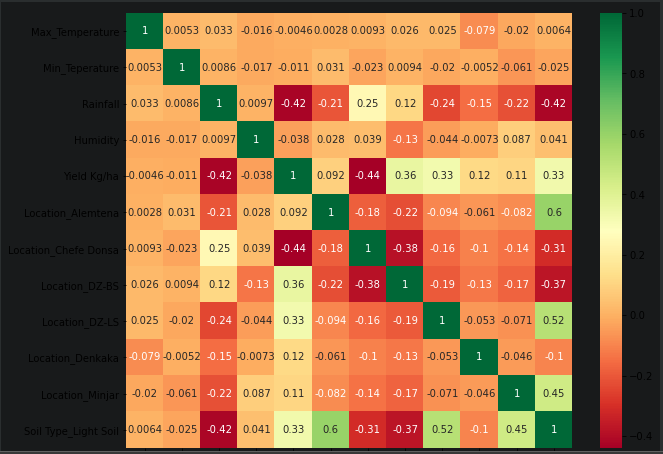 Max_Temperature 1 0.0053 0.033 -0.016 -0.0046 0.0028 0.0093 0.026 0.025 -0.079 -0.02 0.0064
Min_Teperature 0.0053 1 0.0086 -0.017 -0.011 0.031 -0.023 0.0094 -0.02 -0.0052 -0.061 -0.025
Rainfall 0.033 0.0086 1 0.0097 -0.42 -0.21 0.25 0.12 -0.24 -0.15 -0.22 -0.42
Humidity -0.016 -0.017 0.0097 1 -0.038 0.028 0.039 -0.13 -0.044 -0.0073 0.087 0.041
Yield Kg/ha -0.0046 -0.011 -0.42 -0.038 1 0.092 -0.44 0.36 0.33 0.12 0.11 0.33
Location_Alemtena 0.0028 0.031 -0.21 0.028 0.092 1 -0.18 -0.22 -0.094 -0.061 -0.082 0.6
Location_Chefe Donsa 0.0093 -0.023 0.25 0.039 -0.44 -0.18 1 -0.38 -0.16 -0.1 -0.14 -0.31
Location_DZ-BS 0.026 0.0094 0.12 -0.13 0.36 -0.22 -0.38 1 -0.19 -0.13 -0.17 -0.37
Location_DZ-LS 0.025 -0.02 -0.24 -0.044 0.33 -0.094 -0.16 -0.19 1 -0.053 -0.071 0.52
Location_Denkaka -0.079 -0.0052 -0.15 -0.0073 0.12 -0.061 -0.1 -0.13 -0.053 1 -0.046 -0.1
Location_Minjar -0.02 -0.061 -0.22 0.087 0.11 -0.082 -0.14 -0.17 -0.071 -0.046 1 0.45
Soil Type_Light Soil 0.0064 -0.025 -0.42 0.041 0.33 0.6 -0.31 -0.37 0.52 -0.1 0.45 1
1.0
0.8
0.6
0.4
0.2
0.0
−0.2
−0.4